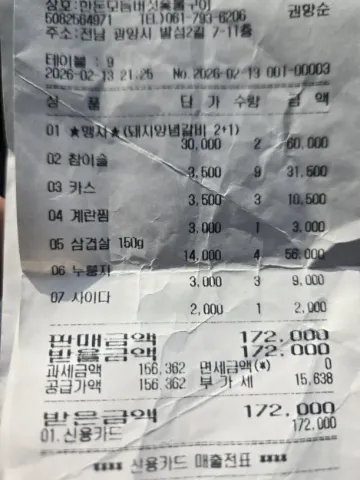 상호:한돈모듬버섯 권망순
5082504971 TEL)061-793-6206
주소:전남 광양시 발섬2길 7-11층
테이블 : 9
2026-02-13 21:26 No.2026-02-13 001-00003
상 품 단 가 수량 금 액
01 ★행사★(돼지양념갈비 2+1)
30,000 2 60,000
02 참이슬
3,500 9 31,500
03 카스
3,500 3 10,500
04 계란찜
3,000 1 3,000
05 삼겹살 150g
14,000 4 56,000
06 누룽지
3,000 3 9,000
07 사이다
2,000 1 2,000
판매금액 172,000
받을금액 172,000
과세금액 156,362 면세금액(*) 0
공급가액 156,362 부 가 세 15,638
받은금액 172,000
01.신용카드 172,000
신용카드 매출전표